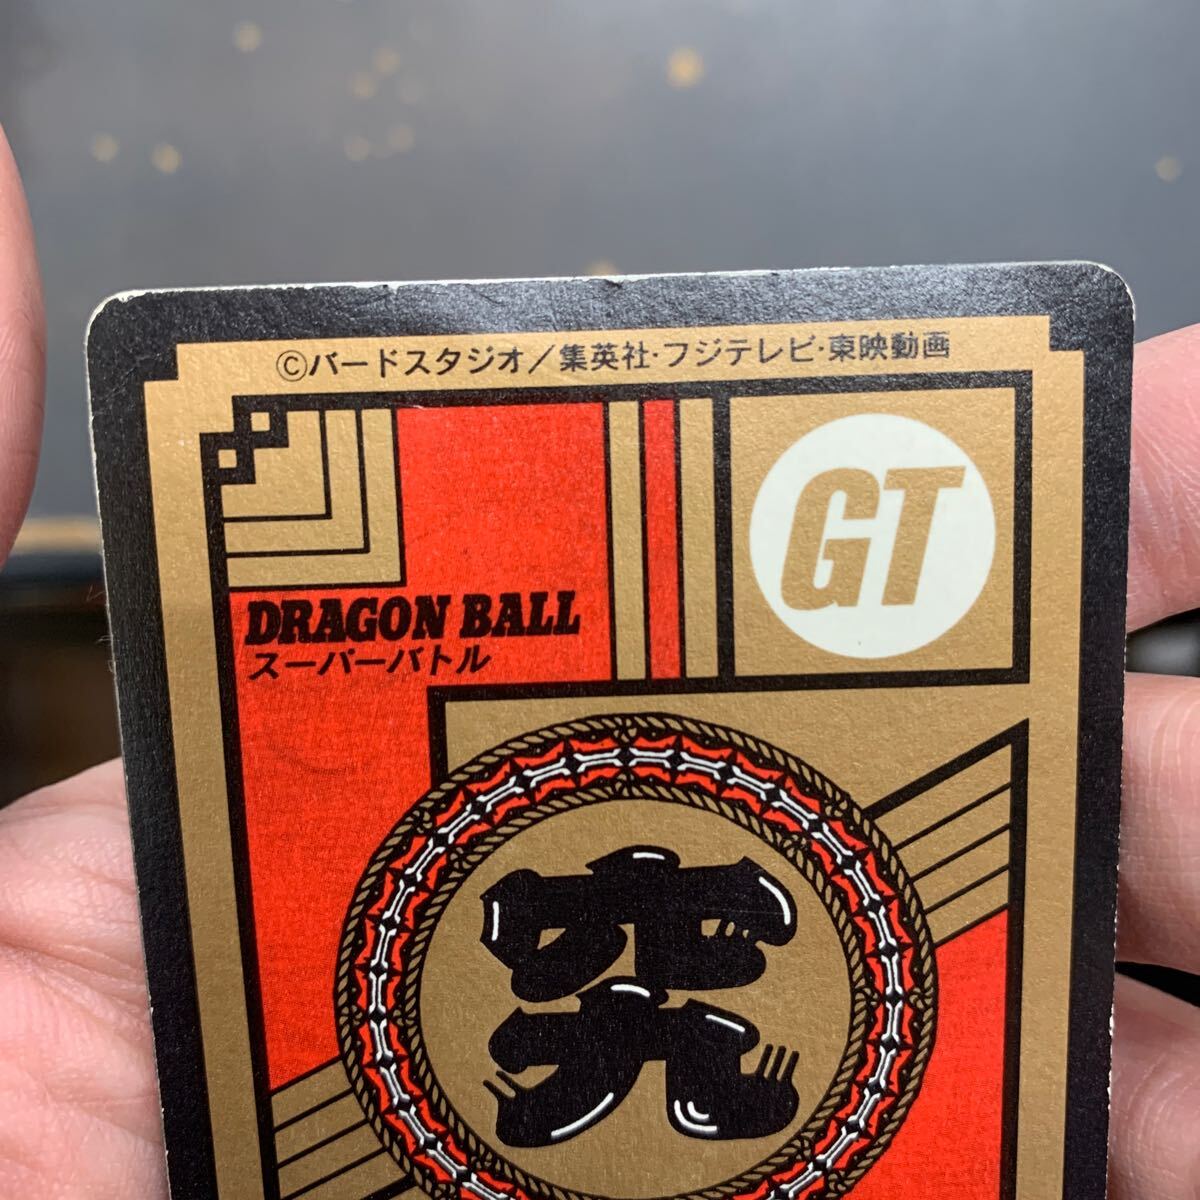 ©バードスタジオ／集英社・フジテレビ・東映動画
GT
DRAGON BALL
スーパーバトル
究